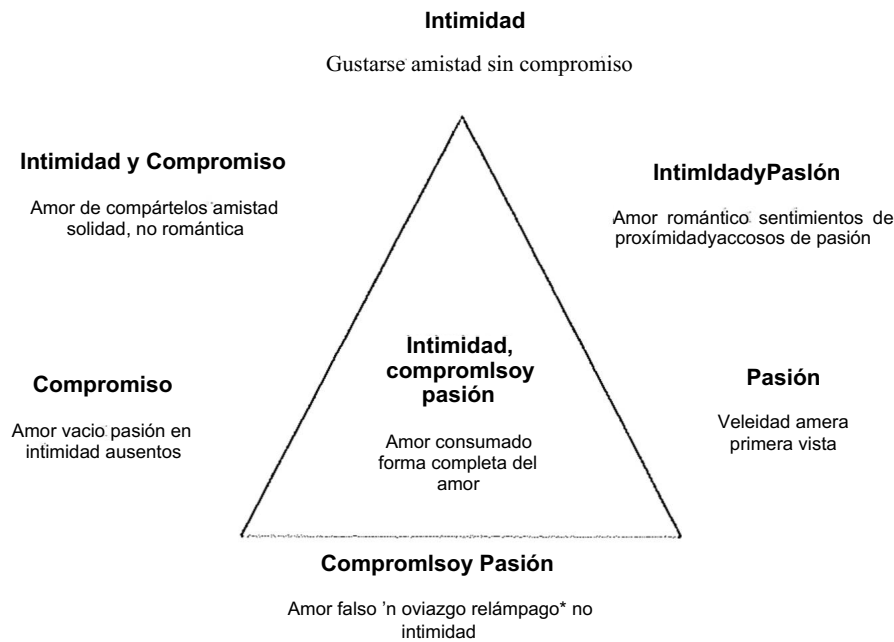 Intimidad
Gustarse amistad sin compromiso
Intimidad y Compromiso
Amor de compártelos amistad
solidad, no romántica
IntimIdadyPaslón
Amor romántico sentimientos de
proxímidadyaccosos de pasión
Compromiso
Amor vacio pasión en
intimidad ausentos
Intimidad,
compromIsoy
pasión
Amor consumado
forma completa del
amor
Pasión
Veleidad amera
primera vista
CompromIsoy Pasión
Amor falso ’n oviazgo relámpago* no
intimidad